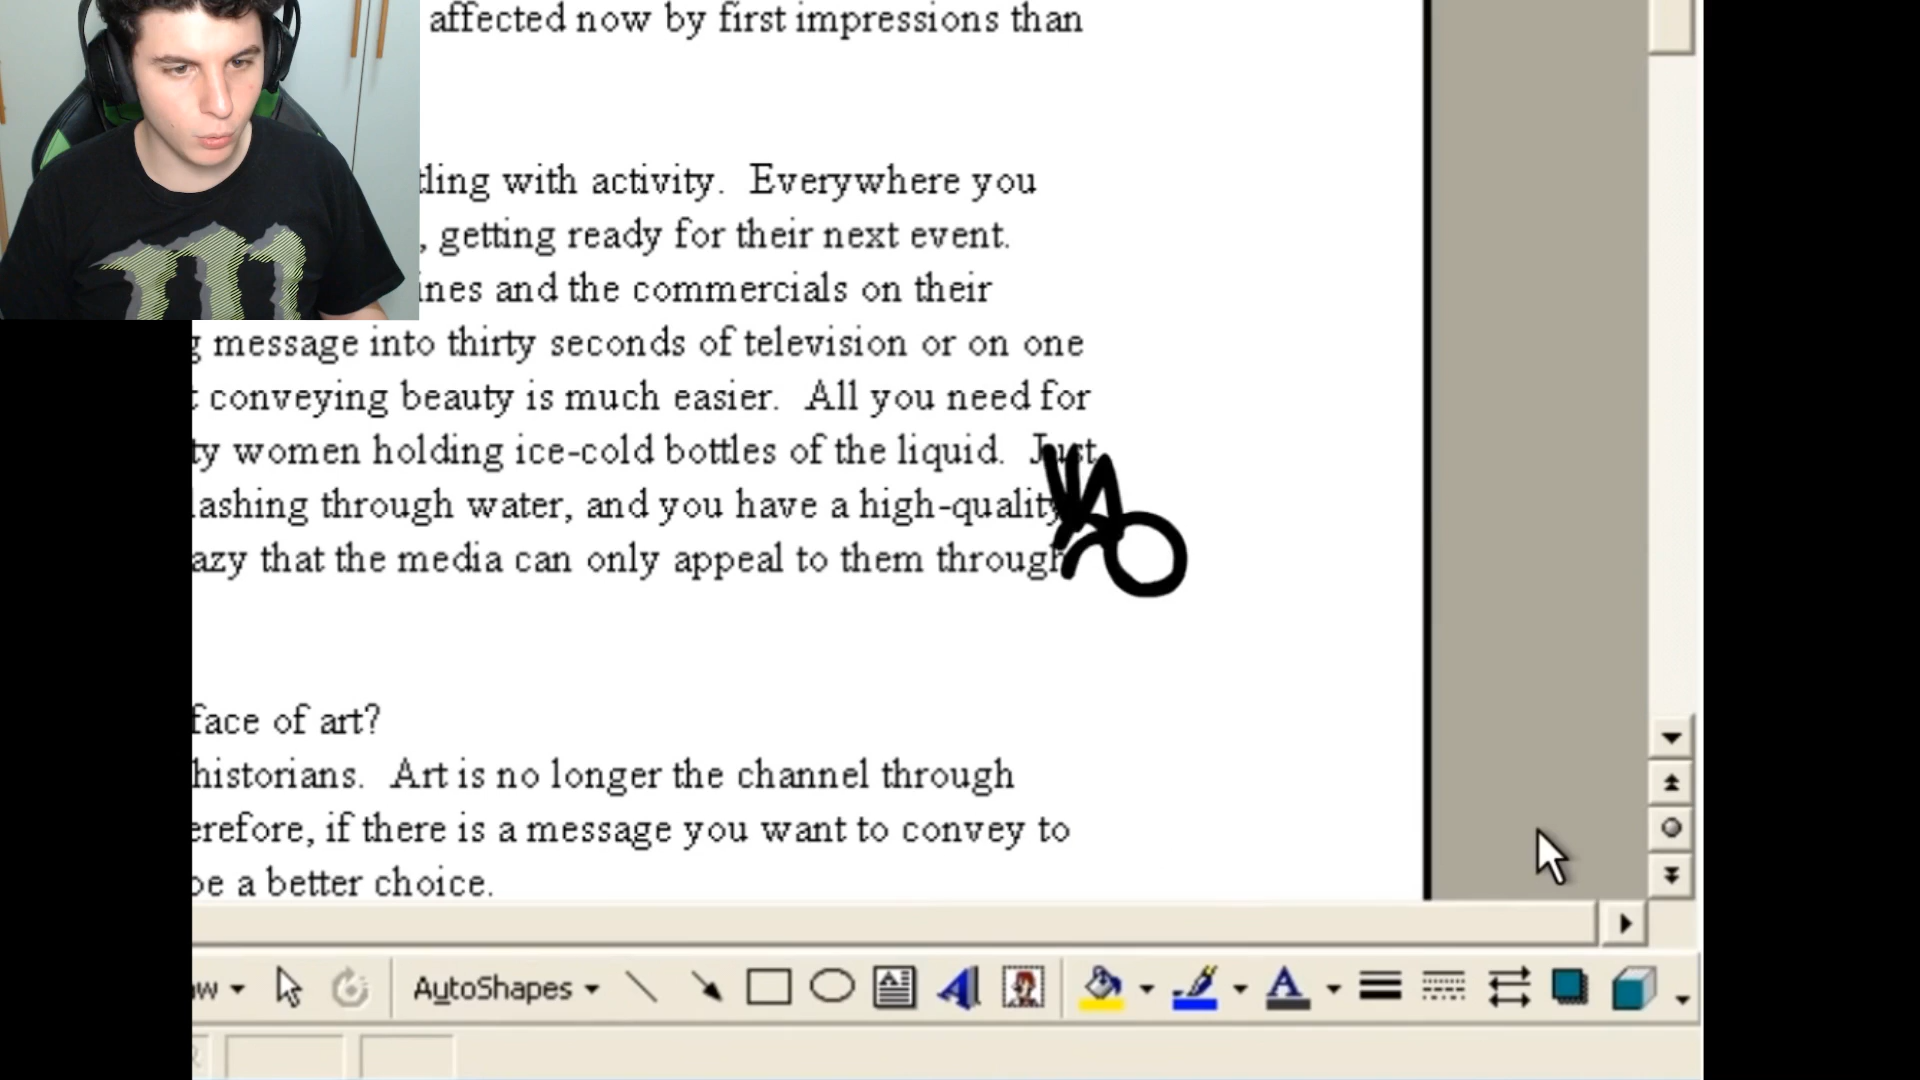 affected now by first impressions than
tling with activity.  Everywhere you
, getting ready for their next event.
ines and the commercials on their
g message into thirty seconds of television or on one
t conveying beauty is much easier.  All you need for
ty women holding ice-cold bottles of the liquid.  Just
lashing through water, and you have a high-quality
azy that the media can only appeal to them through
face of art?
historians.  Art is no longer the channel through
erefore, if there is a message you want to convey to
be a better choice.
aw AutoShapes